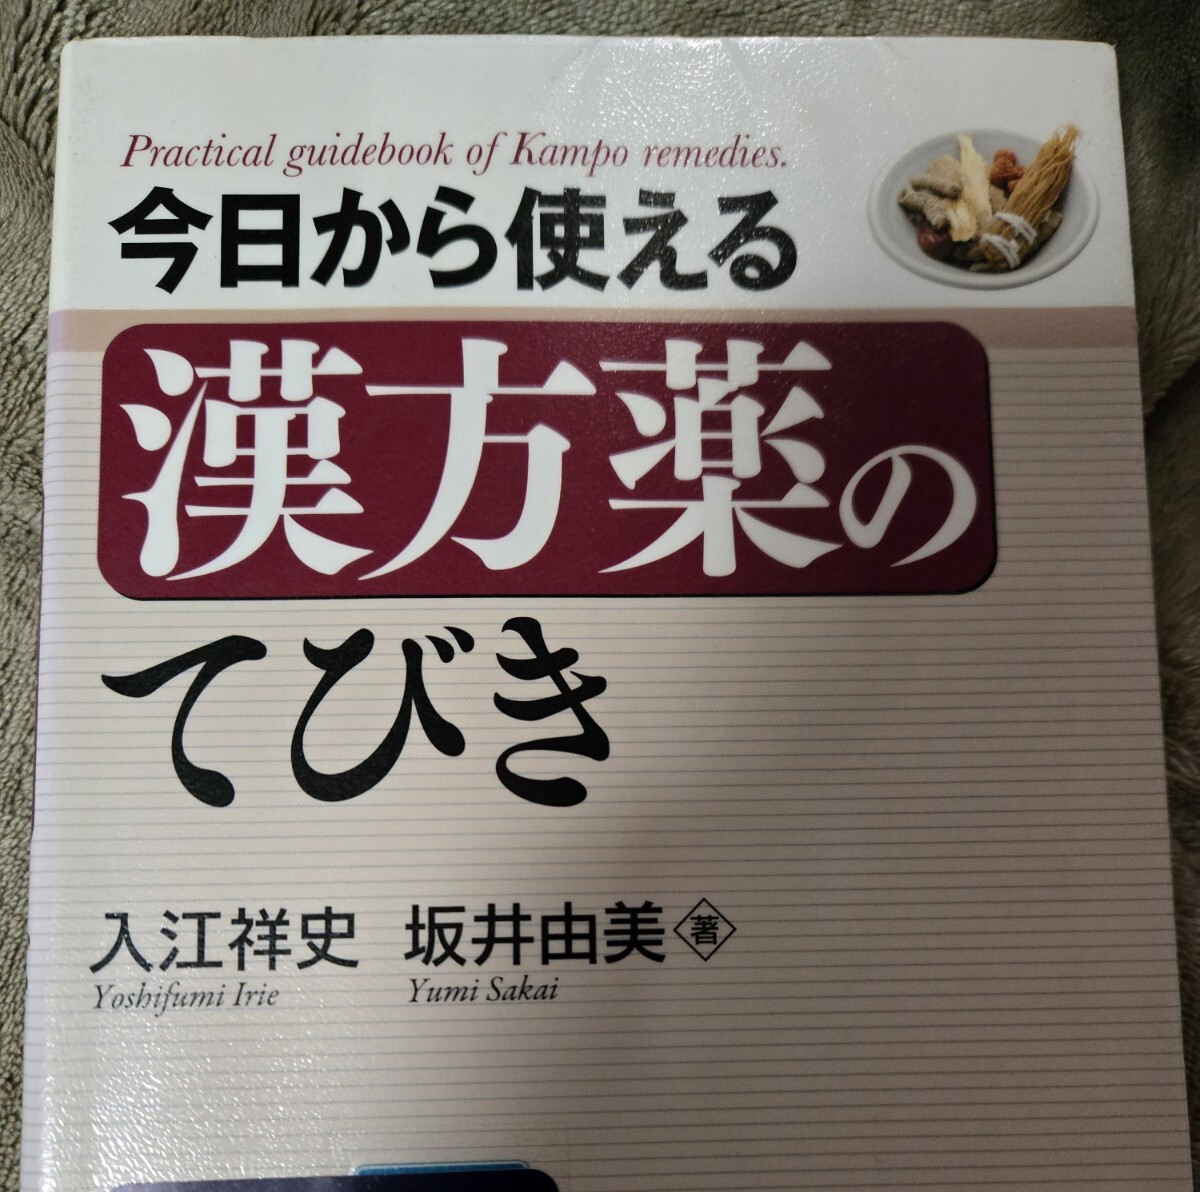 Practical guidebook of Kampo remedies.
今日から使える
漢方薬の
てびき
入江祥史 坂井由美 著
Yoshifumi Irie Yumi Sakai